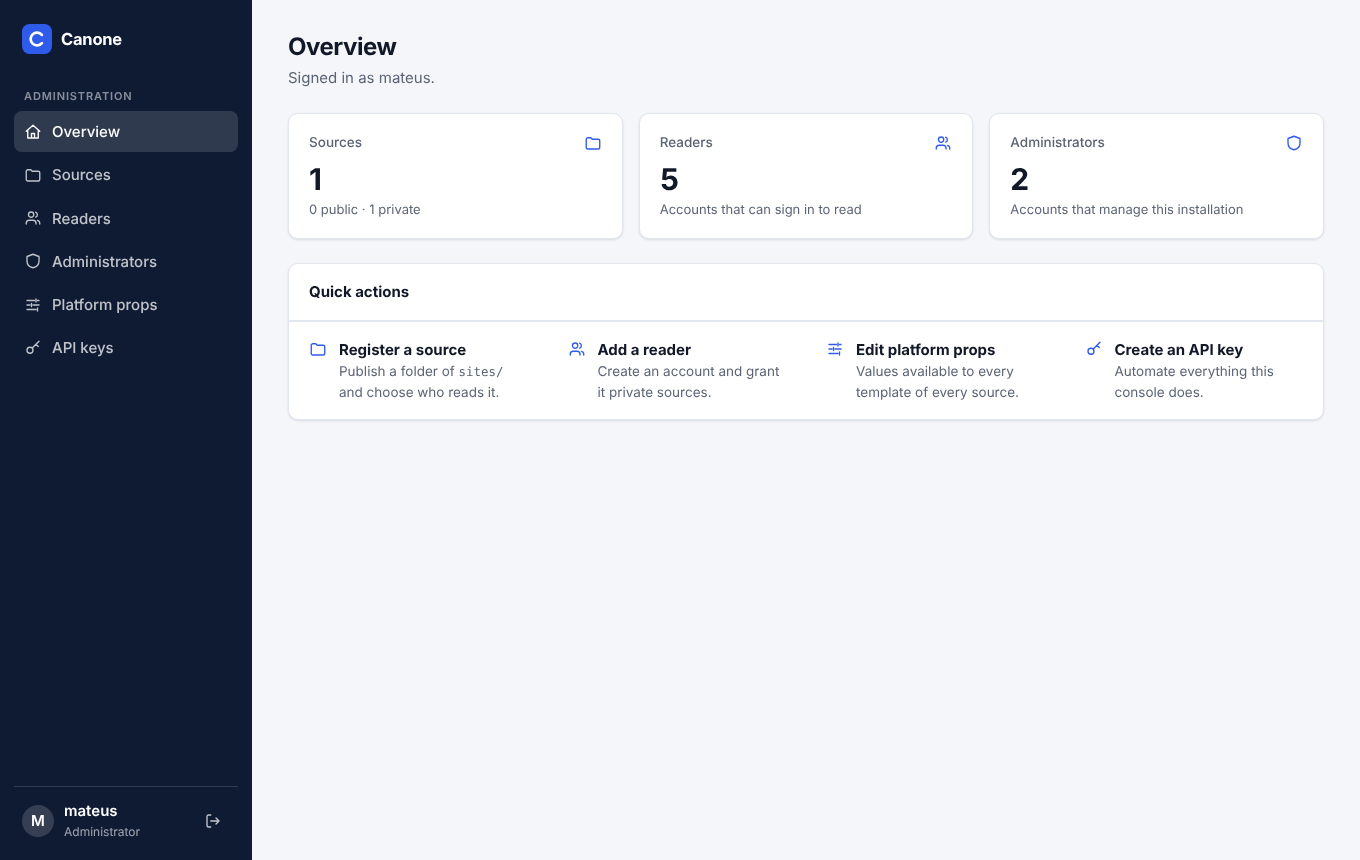 C Canone
ADMINISTRATION
Overview
Sources
Readers
Administrators
Platform props
API keys
M
mateus
Administrator
Overview
Signed in as mateus.
Sources
1
0 public · 1 private
Readers
5
Accounts that can sign in to read
Administrators
2
Accounts that manage this installation
Quick actions
Register a source
Publish a folder of sites/
and choose who reads it.
Add a reader
Create an account and grant
it private sources.
Edit platform props
Values available to every
template of every source.
Create an API key
Automate everything this
console does.